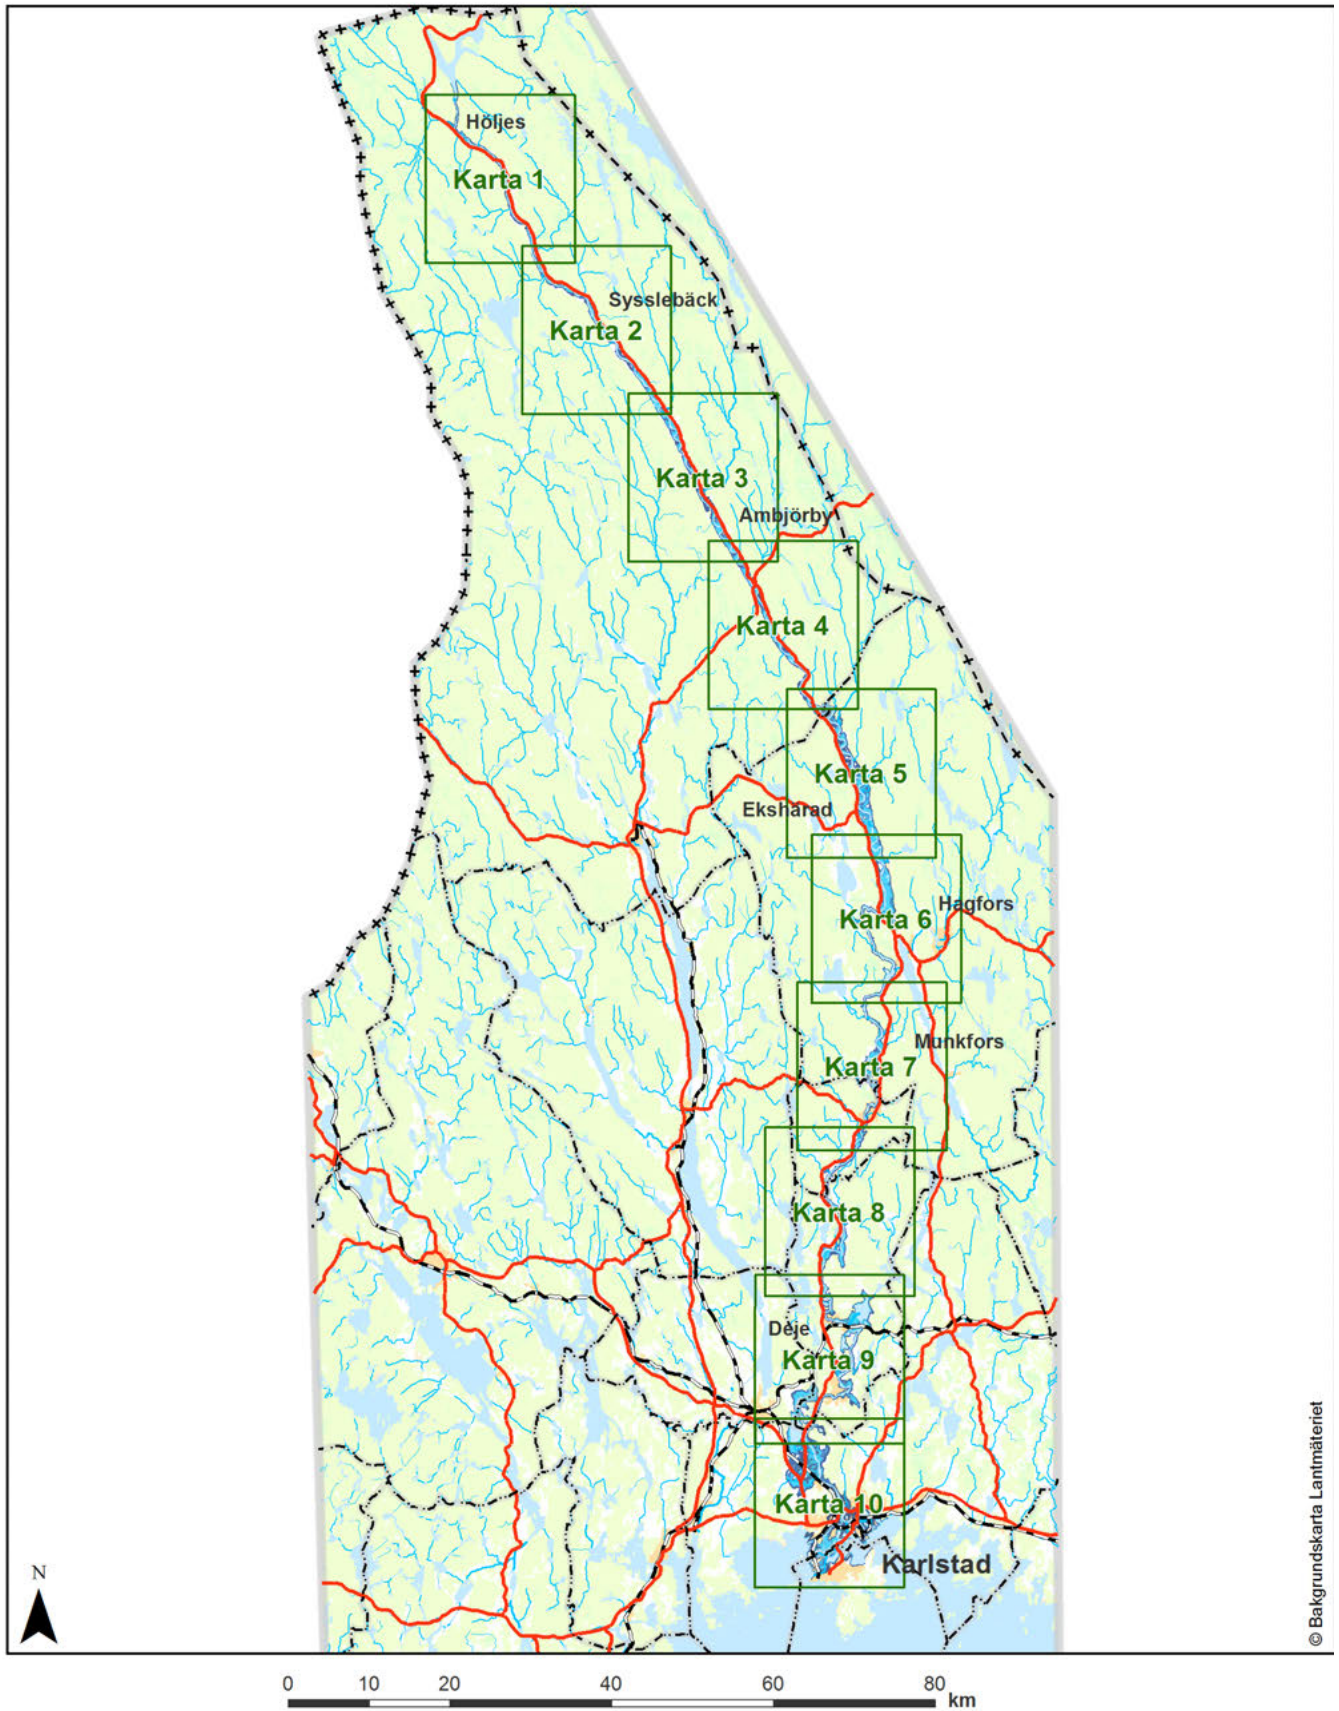 Höljes
Karta 1
Sysslebäck
Karta 2
Karta 3
Ambjörby
Karta 4
Karta 5
Ekshärad
Karta 6
Hagfors
Munkfors
Karta 7
Karta 8
Deje
Karta 9
Karta 10
Karlstad
N
© Bakgrundskarta Lantmäteriet
0 10 20 40 60 80
km